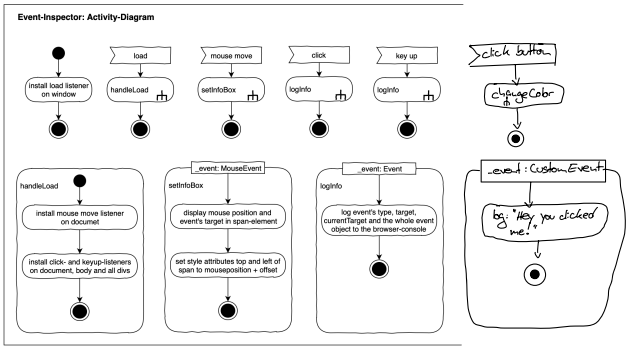 Event-Inspector: Activity-Diagram
load
mouse move
click
key up
click button
install load listener
on window
handleLoad
setInfoBox
logInfo
logInfo
changeColor
_event: MouseEvent
_event: Event
_event: CustomEvent
handleLoad
setInfoBox
logInfo
install mouse move listener
on documet
display mouse position and
event's target in span-element
log event's type, target,
currentTarget and the whole event
object to the browser-console
log: "Hey, you clicked
me."
install click- and keyup-listeners
on document, body and all divs
set style attributes top and left of
span to mouseposition + offset